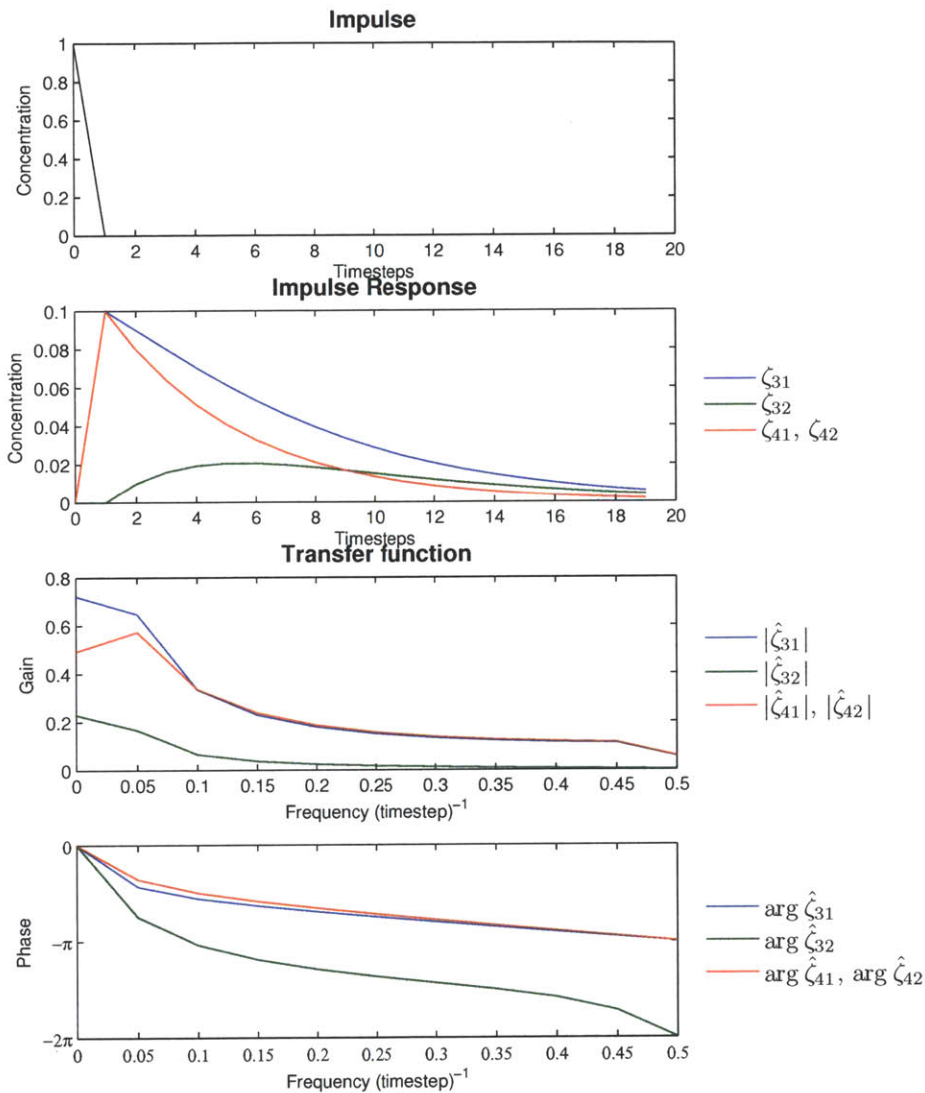 Impulse
Concentration
1
0.8
0.6
0.4
0.2
0
0 2 4 6 8 10 12 14 16 18 20
Timesteps
Impulse Response
Concentration
0.1
0.08
0.06
0.04
0.02
0
0 2 4 6 8 10 12 14 16 18 20
Timesteps
ζ31
ζ32
ζ41, ζ42
Transfer function
Gain
0.8
0.6
0.4
0.2
0
0 0.05 0.1 0.15 0.2 0.25 0.3 0.35 0.4 0.45 0.5
Frequency (timestep)⁻¹
|ζ̂31|
|ζ̂32|
|ζ̂41|, |ζ̂42|
Phase
0
−π
−2π
0 0.05 0.1 0.15 0.2 0.25 0.3 0.35 0.4 0.45 0.5
Frequency (timestep)⁻¹
arg ζ̂31
arg ζ̂32
arg ζ̂41, arg ζ̂42